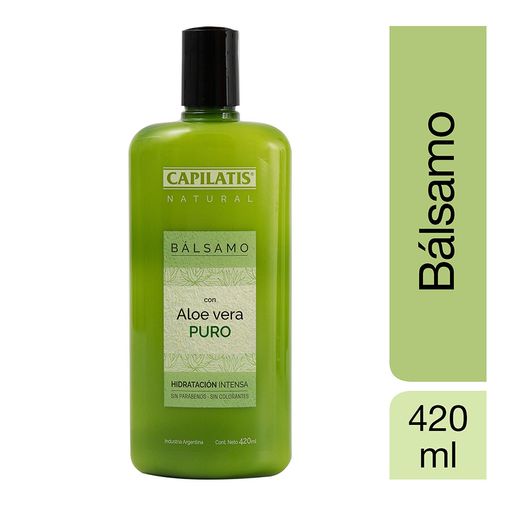 CAPILATIS®
NATURAL
BÁLSAMO
con
Aloe vera
PURO
HIDRATACIÓN INTENSA
SIN PARABENOS - SIN COLORANTES
Industria Argentina Cont. Neto 420ml
Bálsamo
420
ml